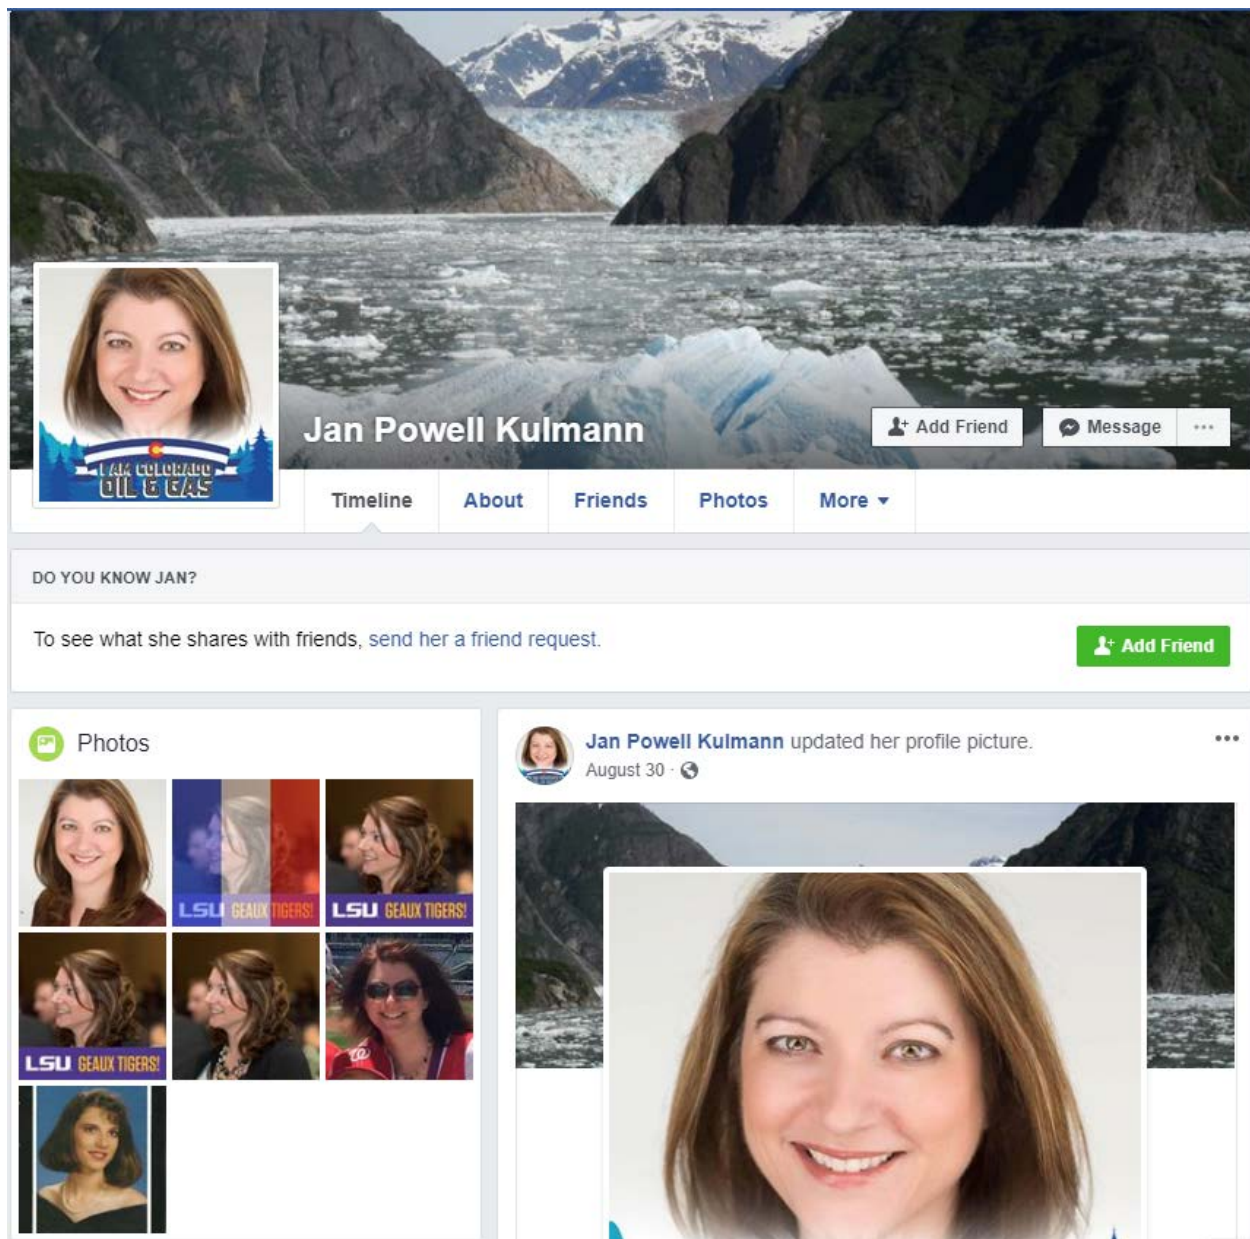 I AM COLORADO
OIL & GAS
Jan Powell Kulmann
Add Friend
Message
Timeline
About
Friends
Photos
More
DO YOU KNOW JAN?
To see what she shares with friends, send her a friend request.
Add Friend
Photos
LSU GEAUX TIGERS!
LSU GEAUX TIGERS!
LSU GEAUX TIGERS!
Jan Powell Kulmann updated her profile picture.
August 30 ·